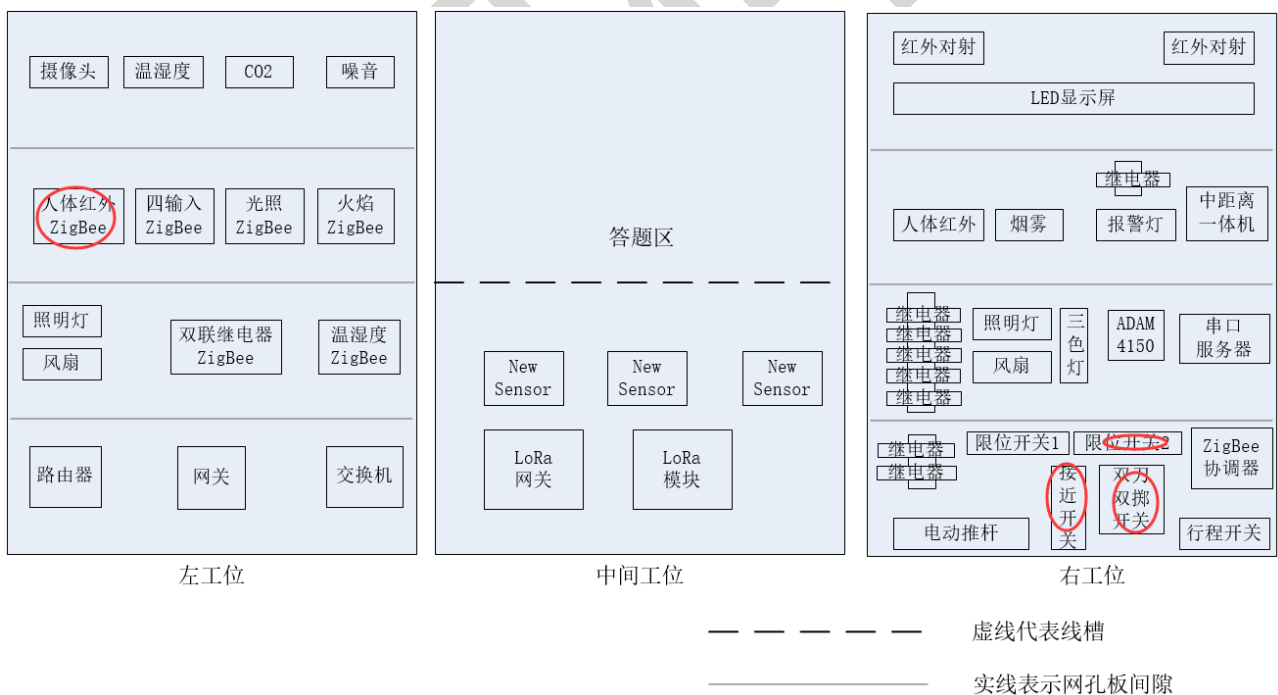 摄像头 温湿度 CO2 噪音
人体红外 四输入 光照 火焰
ZigBee ZigBee ZigBee ZigBee
照明灯
风扇
双联继电器 温湿度
ZigBee ZigBee
路由器 网关 交换机
左工位
答题区
New New New
Sensor Sensor Sensor
LoRa LoRa
网关 模块
中间工位
红外对射 红外对射
LED显示屏
继电器
人体红外 烟雾 报警灯 中距离
一体机
继电器
继电器
继电器
继电器
继电器
照明灯
风扇
三
色
灯
ADAM
4150
串口
服务器
继电器
继电器
限位开关1 限位开关2
ZigBee
协调器
接
近
开
关
双刀
双掷
开关
电动推杆 行程开关
右工位
虚线代表线槽
实线表示网孔板间隙